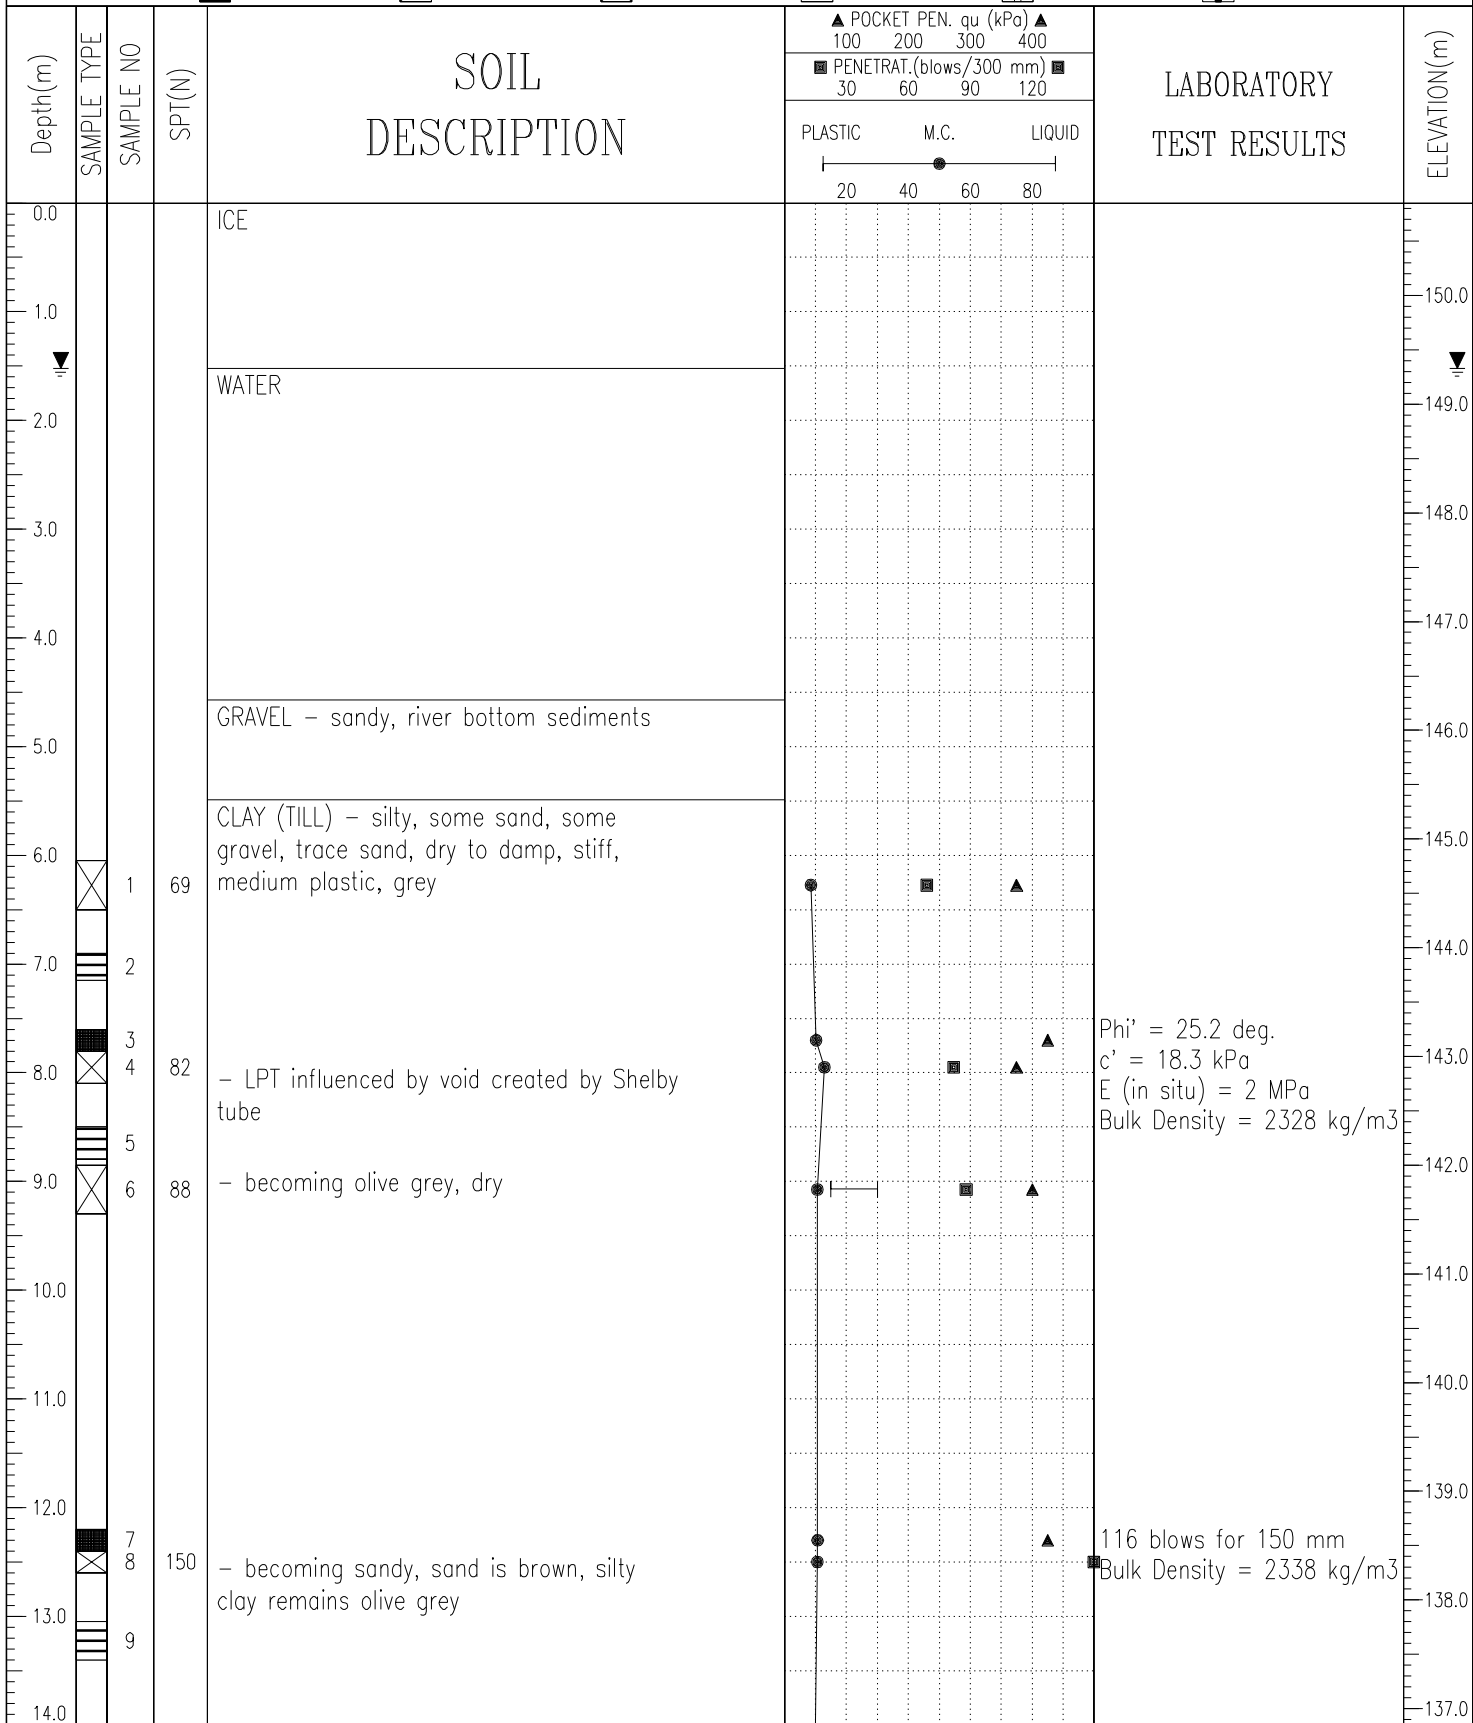 ▲ POCKET PEN. qu (kPa) ▲
100 200 300 400
PENETRAT.(blows/300 mm)
30 60 90 120
PLASTIC M.C. LIQUID
20 40 60 80
Depth(m)
SAMPLE TYPE
SAMPLE NO
SPT(N)
SOIL
DESCRIPTION
LABORATORY
TEST RESULTS
ELEVATION(m)
0.0
ICE
150.0
1.0
WATER
149.0
2.0
148.0
3.0
147.0
4.0
GRAVEL – sandy, river bottom sediments
146.0
5.0
CLAY (TILL) – silty, some sand, some
gravel, trace sand, dry to damp, stiff,
medium plastic, grey
145.0
6.0
1 69
144.0
7.0
2
3
Phi' = 25.2 deg.
c' = 18.3 kPa
E (in situ) = 2 MPa
Bulk Density = 2328 kg/m3
143.0
8.0
4 82
– LPT influenced by void created by Shelby
tube
5
142.0
9.0
6 88
– becoming olive grey, dry
141.0
10.0
140.0
11.0
139.0
12.0
7
116 blows for 150 mm
8 150
– becoming sandy, sand is brown, silty
clay remains olive grey
Bulk Density = 2338 kg/m3
138.0
13.0
9
137.0
14.0